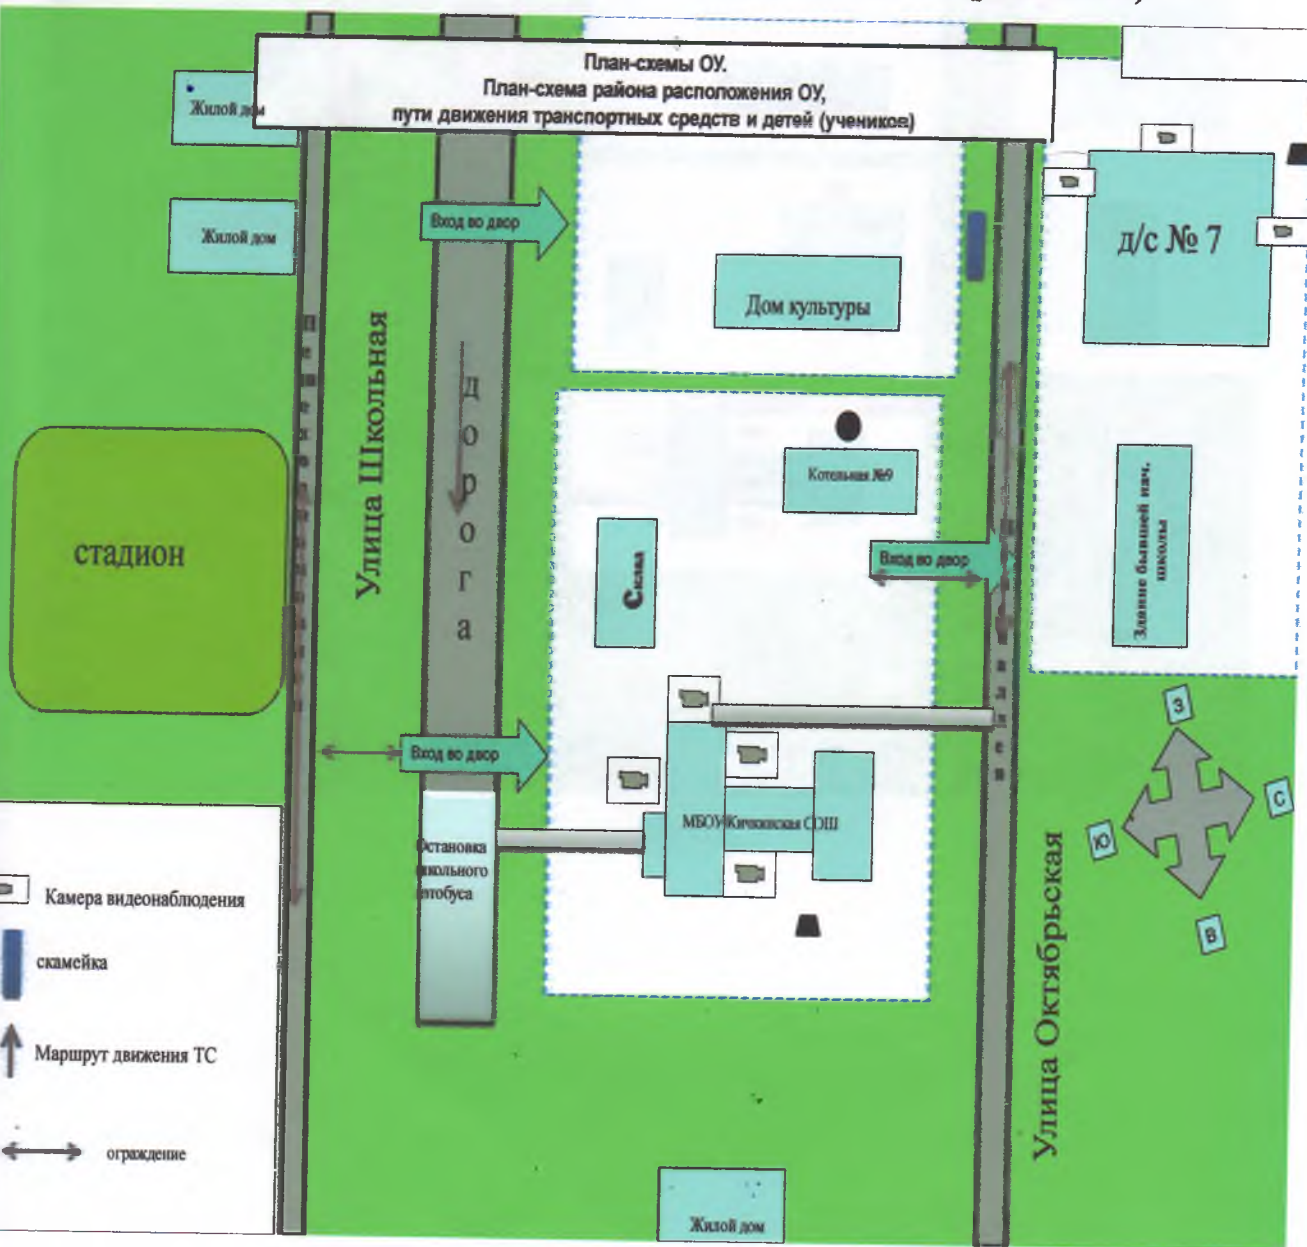 План-схемы ОУ.
План-схема района расположения ОУ,
пути движения транспортных средств и детей (учеников)
Жилой дом
Жилой дом
Вход во двор
Дом культуры
д/с № 7
Улица Школьная
дорога
стадион
Котельная №9
Склад
Вход во двор
Здание бывшей нач.
школы
Вход во двор
МБОУ Кичкинская СОШ
Остановка
школьного
автобуса
З
С
Ю
В
Улица Октябрьская
Камера видеонаблюдения
скамейка
Маршрут движения ТС
ограждение
Жилой дом